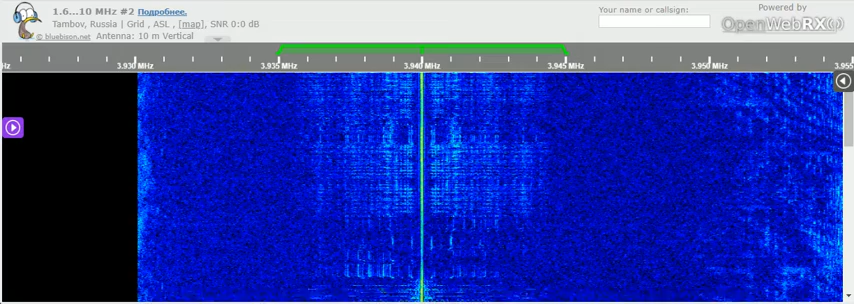 1.6...10 MHz #2 Подробнее.
Tambov, Russia | Grid , ASL , [map], SNR 0:0 dB
© bluebison.net Antenna: 10 m Vertical
Your name or callsign:
Powered by
OpenWebRX
Hz 3.930 MHz 3.935 MHz 3.940 MHz 3.945 MHz 3.950 MHz 3.955